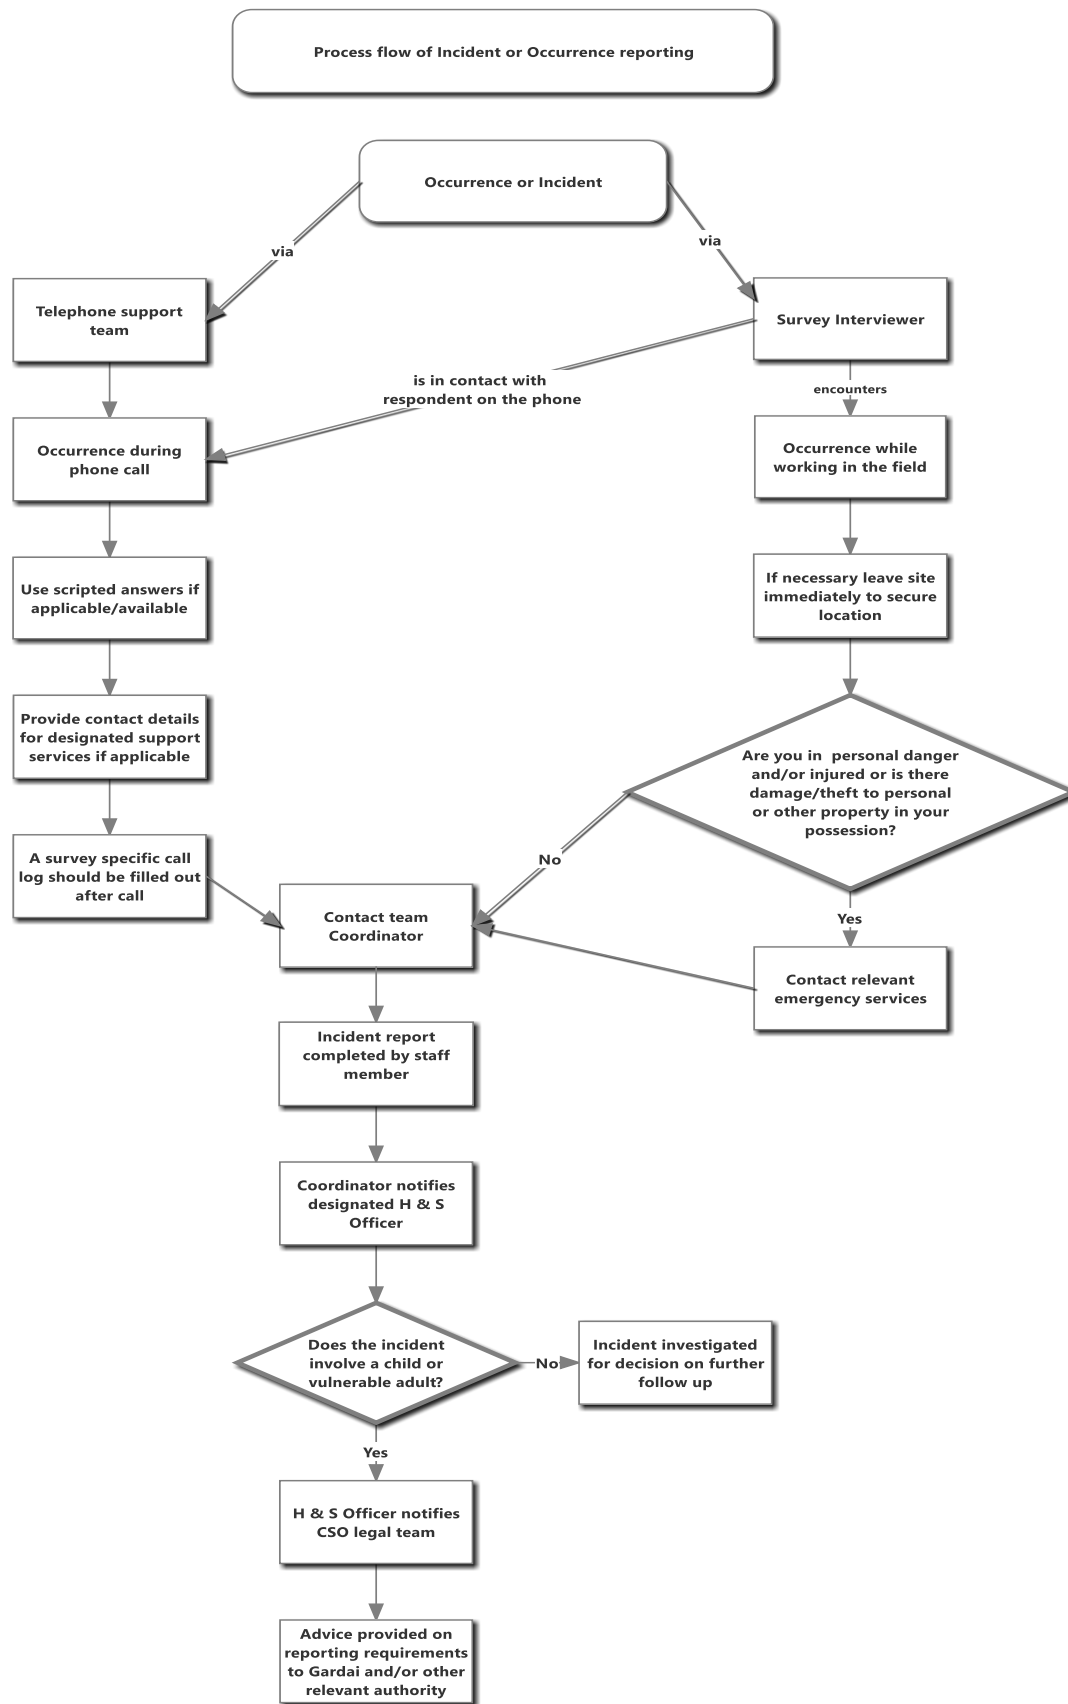 Process flow of Incident or Occurrence reporting
Occurrence or Incident
via
via
Telephone support
team
Survey Interviewer
is in contact with
respondent on the phone
encounters
Occurrence during
phone call
Occurrence while
working in the field
Use scripted answers if
applicable/available
If necessary leave site
immediately to secure
location
Provide contact details
for designated support
services if applicable
Are you in  personal danger
and/or injured or is there
damage/theft to personal
or other property in your
possession?
A survey specific call
log should be filled out
after call
No
Yes
Contact team
Coordinator
Contact relevant
emergency services
Incident report
completed by staff
member
Coordinator notifies
designated H & S
Officer
Does the incident
involve a child or
vulnerable adult?
No
Incident investigated
for decision on further
follow up
Yes
H & S Officer notifies
CSO legal team
Advice provided on
reporting requirements
to Gardai and/or other
relevant authority